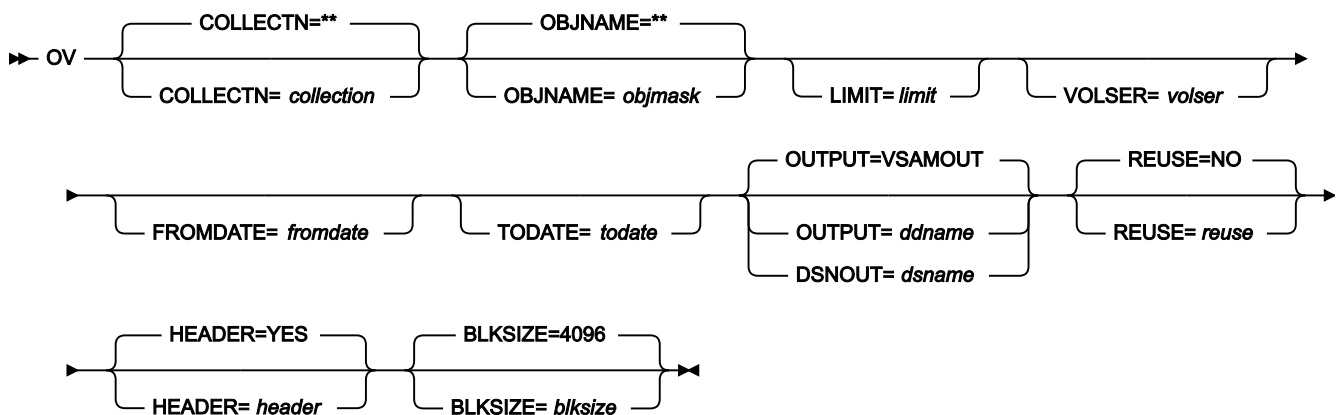 COLLECTN=** OBJNAME=**
OV
COLLECTN= collection OBJNAME= objmask LIMIT= limit VOLSER= volser
OUTPUT=VSAMOUT REUSE=NO
FROMDATE= fromdate TODATE= todate OUTPUT= ddname REUSE= reuse
DSNOUT= dsname
HEADER=YES BLKSIZE=4096
HEADER= header BLKSIZE= blksize